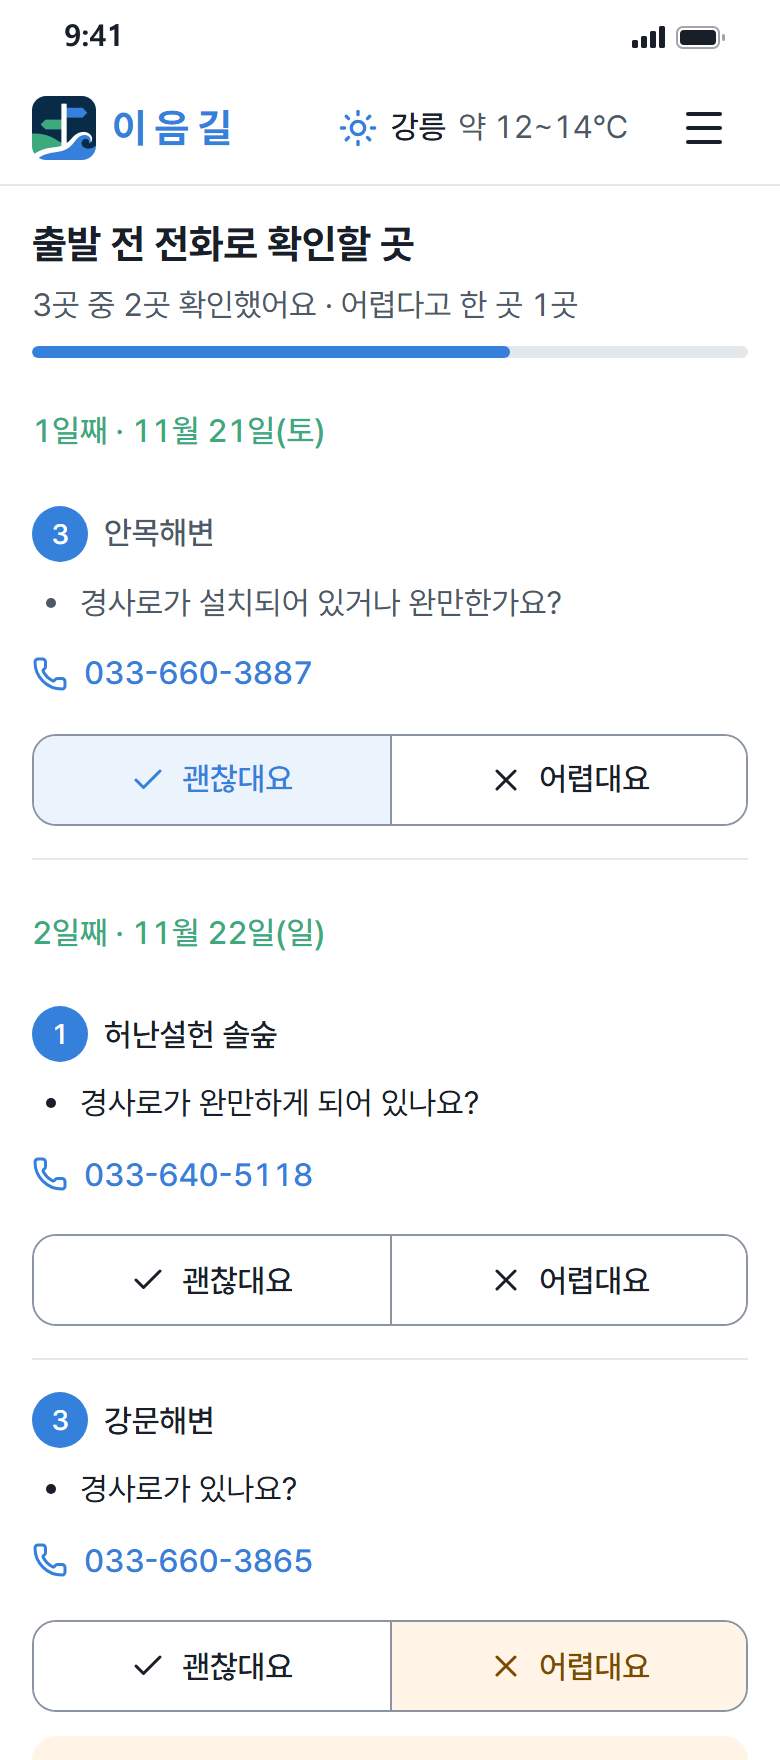 9:41
이음길
강릉 약 12~14°C
출발 전 전화로 확인할 곳
3곳 중 2곳 확인했어요 · 어렵다고 한 곳 1곳
1일째 · 11월 21일(토)
3 안목해변
• 경사로가 설치되어 있거나 완만한가요?
033-660-3887
괜찮대요 어렵대요
2일째 · 11월 22일(일)
1 허난설헌 솔숲
• 경사로가 완만하게 되어 있나요?
033-640-5118
괜찮대요 어렵대요
3 강문해변
• 경사로가 있나요?
033-660-3865
괜찮대요 어렵대요